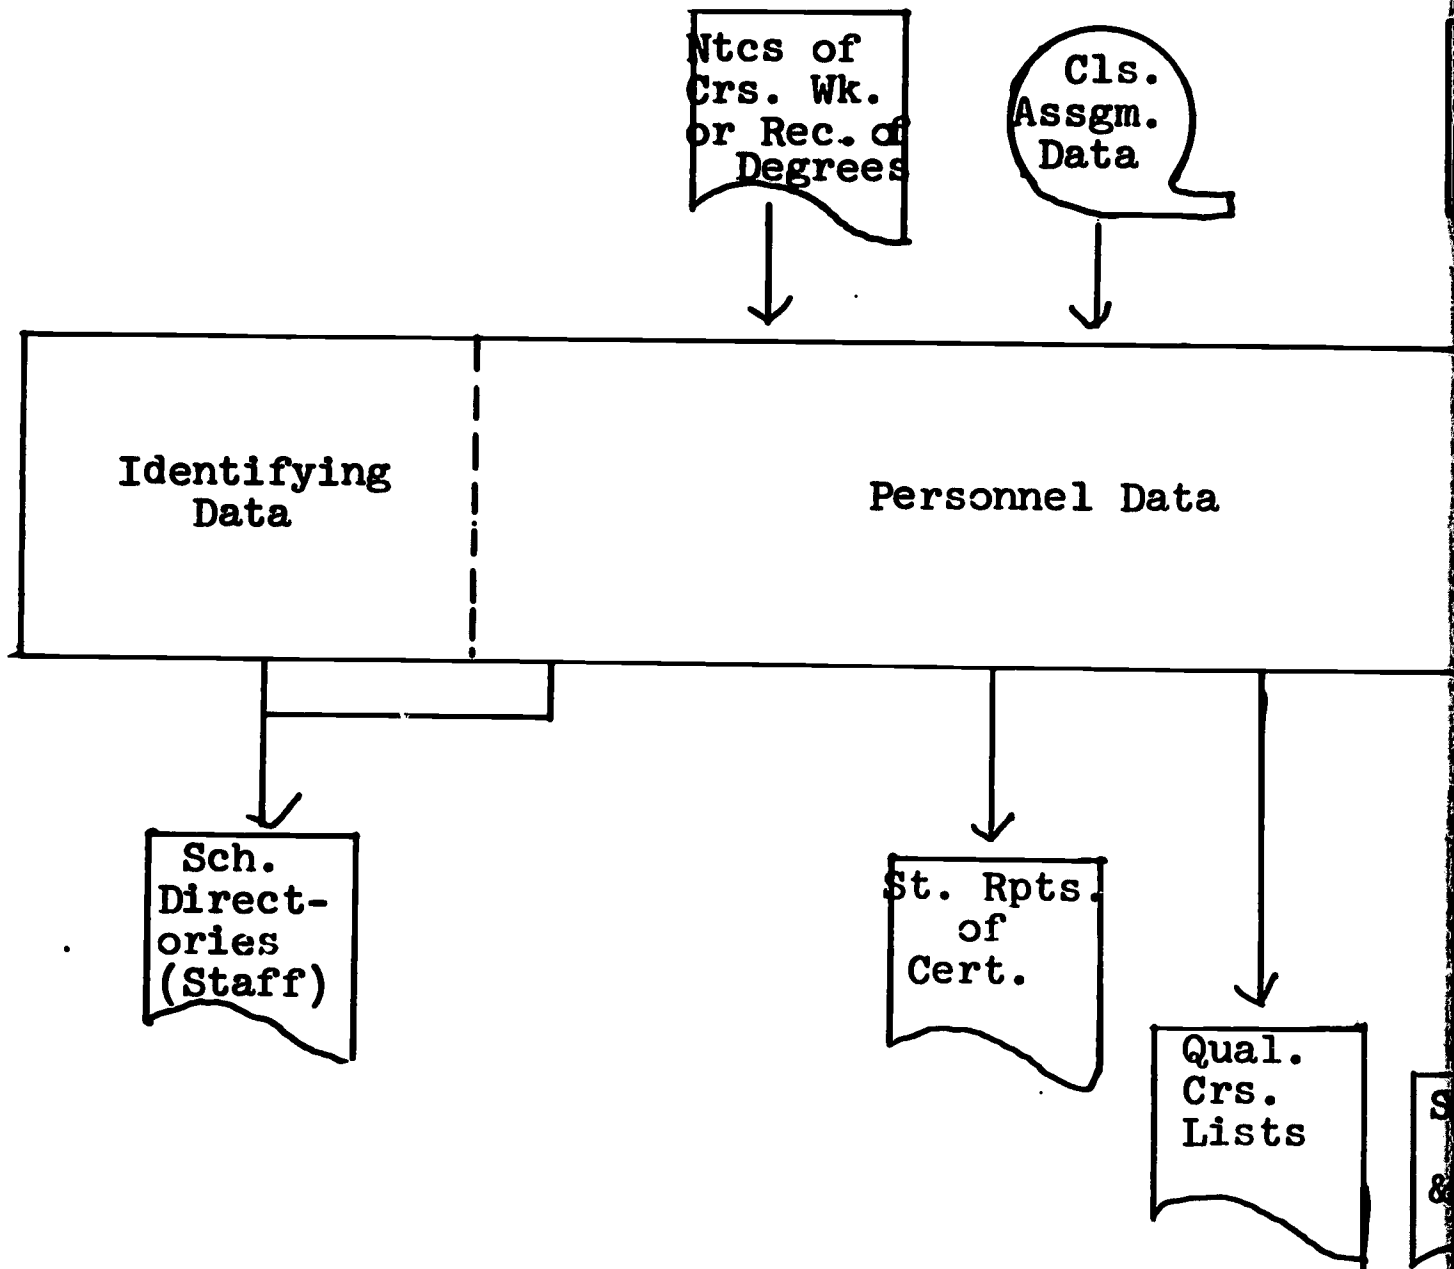 Ntcs of
Crs. Wk.
or Rec. of
Degrees
Cls.
Assgm.
Data
Identifying
Data
Personnel Data
Sch.
Direct-
ories
(Staff)
St. Rpts.
of
Cert.
Qual.
Crs.
Lists
S
&